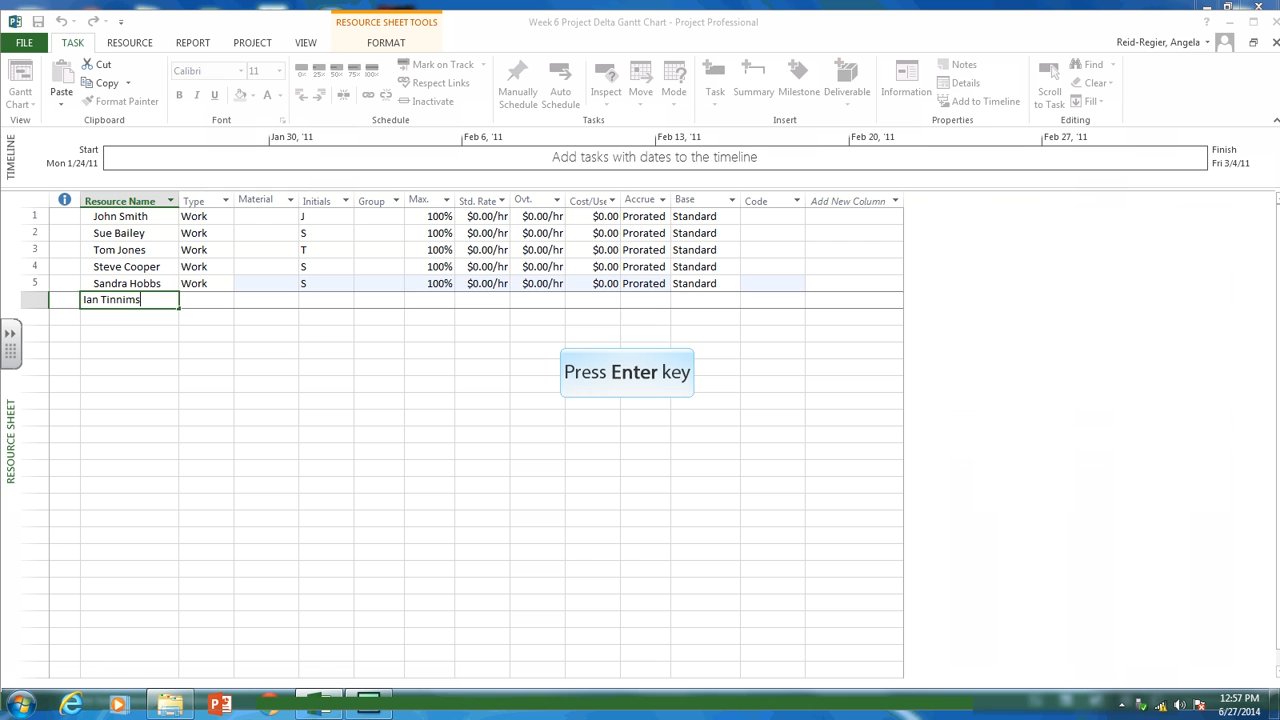 RESOURCE SHEET TOOLS
Week 6 Project Delta Gantt Chart - Project Professional
FILE TASK RESOURCE REPORT PROJECT VIEW FORMAT
Reid-Regier, Angela
Gantt Chart
View
Paste
Cut
Copy
Format Painter
Clipboard
Calibri 11
B I U A
Font
0% 25% 50% 75% 100%
Mark on Track
Respect Links
Inactivate
Schedule
Manually Schedule
Auto Schedule
Inspect
Move
Mode
Tasks
Task
Summary
Milestone
Deliverable
Insert
Information
Notes
Details
Add to Timeline
Properties
Scroll to Task
Find
Clear
Fill
Editing
TIMELINE
Jan 30, '11 Feb 6, '11 Feb 13, '11 Feb 20, '11 Feb 27, '11
Start
Mon 1/24/11
Add tasks with dates to the timeline
Finish
Fri 3/4/11
Resource Name Type Material Initials Group Max. Std. Rate Ovt. Cost/Use Accrue Base Code Add New Column
1 John Smith Work J 100% $0.00/hr $0.00/hr $0.00 Prorated Standard
2 Sue Bailey Work S 100% $0.00/hr $0.00/hr $0.00 Prorated Standard
3 Tom Jones Work T 100% $0.00/hr $0.00/hr $0.00 Prorated Standard
4 Steve Cooper Work S 100% $0.00/hr $0.00/hr $0.00 Prorated Standard
5 Sandra Hobbs Work S 100% $0.00/hr $0.00/hr $0.00 Prorated Standard
Ian Tinnims
Press Enter key
RESOURCE SHEET
12:57 PM
6/27/2014